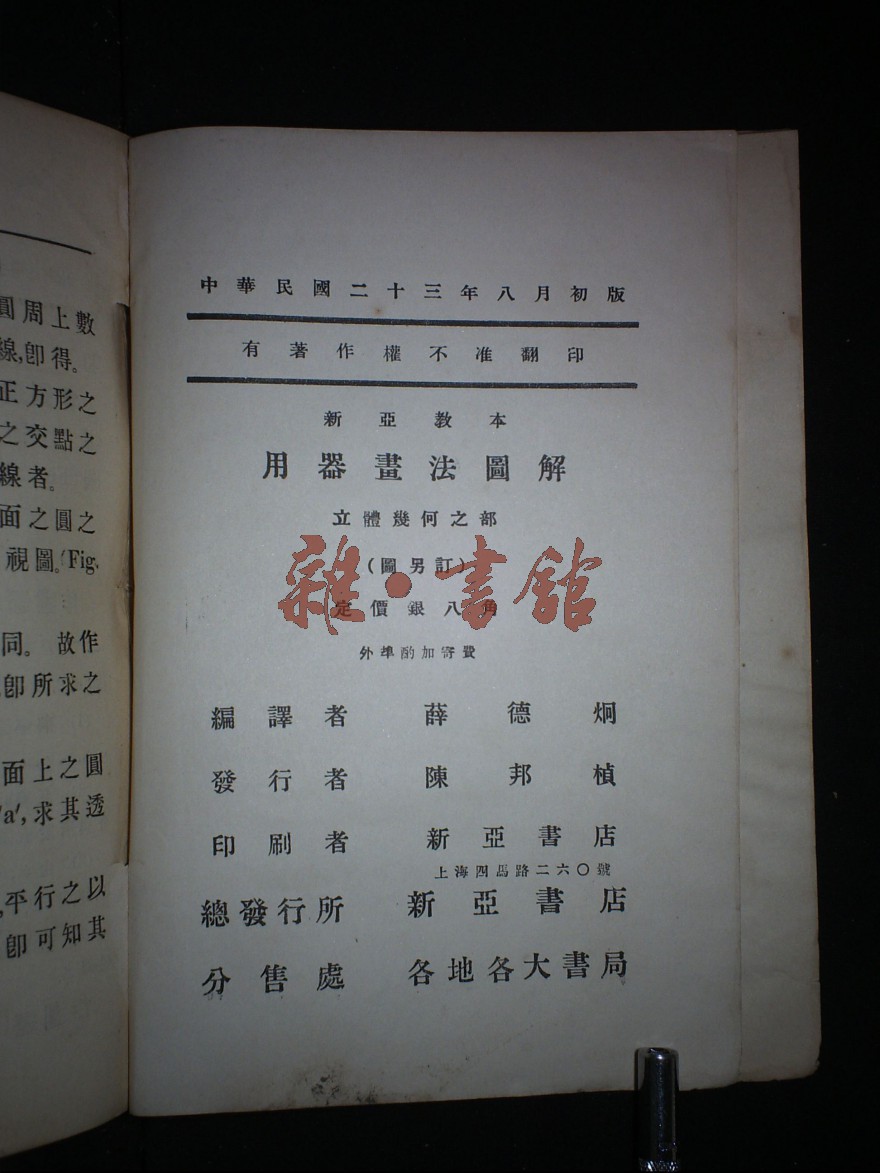 中華民國二十三年八月初版
有著作權不准翻印
新亞教本
用器畫法圖解
立體幾何之部
(圖另訂)
定價銀八角
外埠酌加寄費
編譯者 薛德炯
發行者 陳邦楨
印刷者 新亞書店
上海四馬路二六〇號
總發行所 新亞書店
分售處 各地各大書局
雜·書館
圓周上數
線,卽得。
正方形之
之交點之
線者。
面之圓之
視圖。(Fig.
同。 故作
卽所求之
面上之圓
'a',求其透
,平行之以
卽可知其